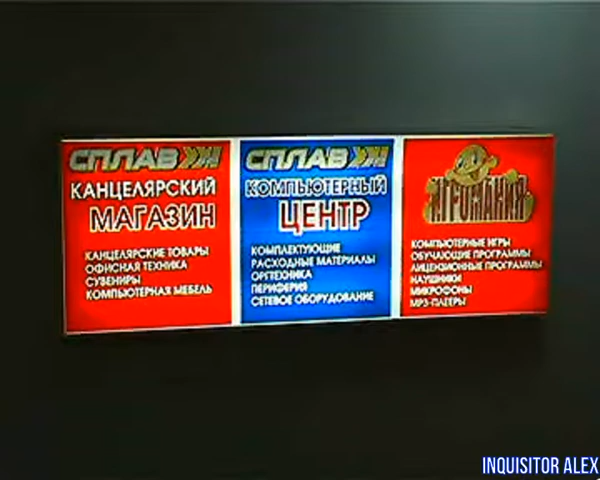 СПЛАВ
КАНЦЕЛЯРСКИЙ
МАГАЗИН
КАНЦЕЛЯРСКИЕ ТОВАРЫ
ОФИСНАЯ ТЕХНИКА
СУВЕНИРЫ
КОМПЬЮТЕРНАЯ МЕБЕЛЬ
СПЛАВ
КОМПЬЮТЕРНЫЙ
ЦЕНТР
КОМПЛЕКТУЮЩИЕ
РАСХОДНЫЕ МАТЕРИАЛЫ
ОРГТЕХНИКА
ПЕРИФЕРИЯ
СЕТЕВОЕ ОБОРУДОВАНИЕ
ИГРОМАНИЯ
КОМПЬЮТЕРНЫЕ ИГРЫ
ОБУЧАЮЩИЕ ПРОГРАММЫ
ЛИЦЕНЗИОННЫЕ ПРОГРАММЫ
НАУШНИКИ
МИКРОФОНЫ
MP3-ПЛЕЕРЫ
INQUISITOR ALEX